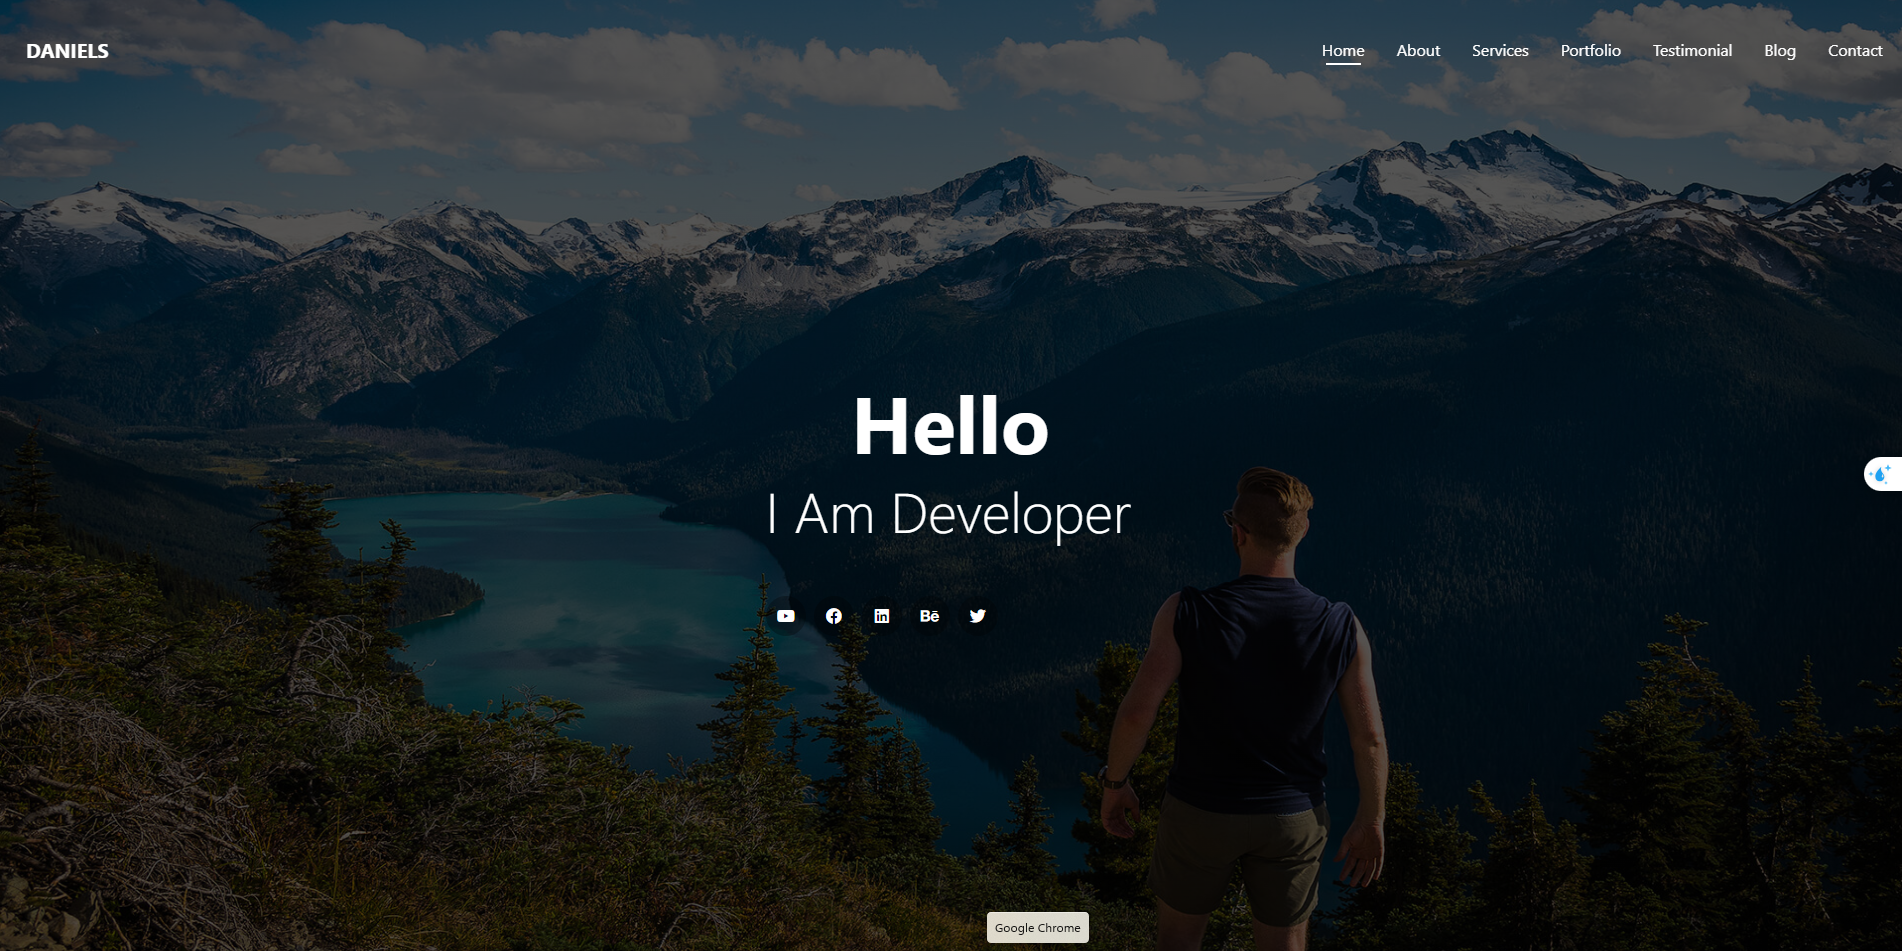 DANIELS
Home About Services Portfolio Testimonial Blog Contact
Hello
I Am Developer
Bē
Google Chrome